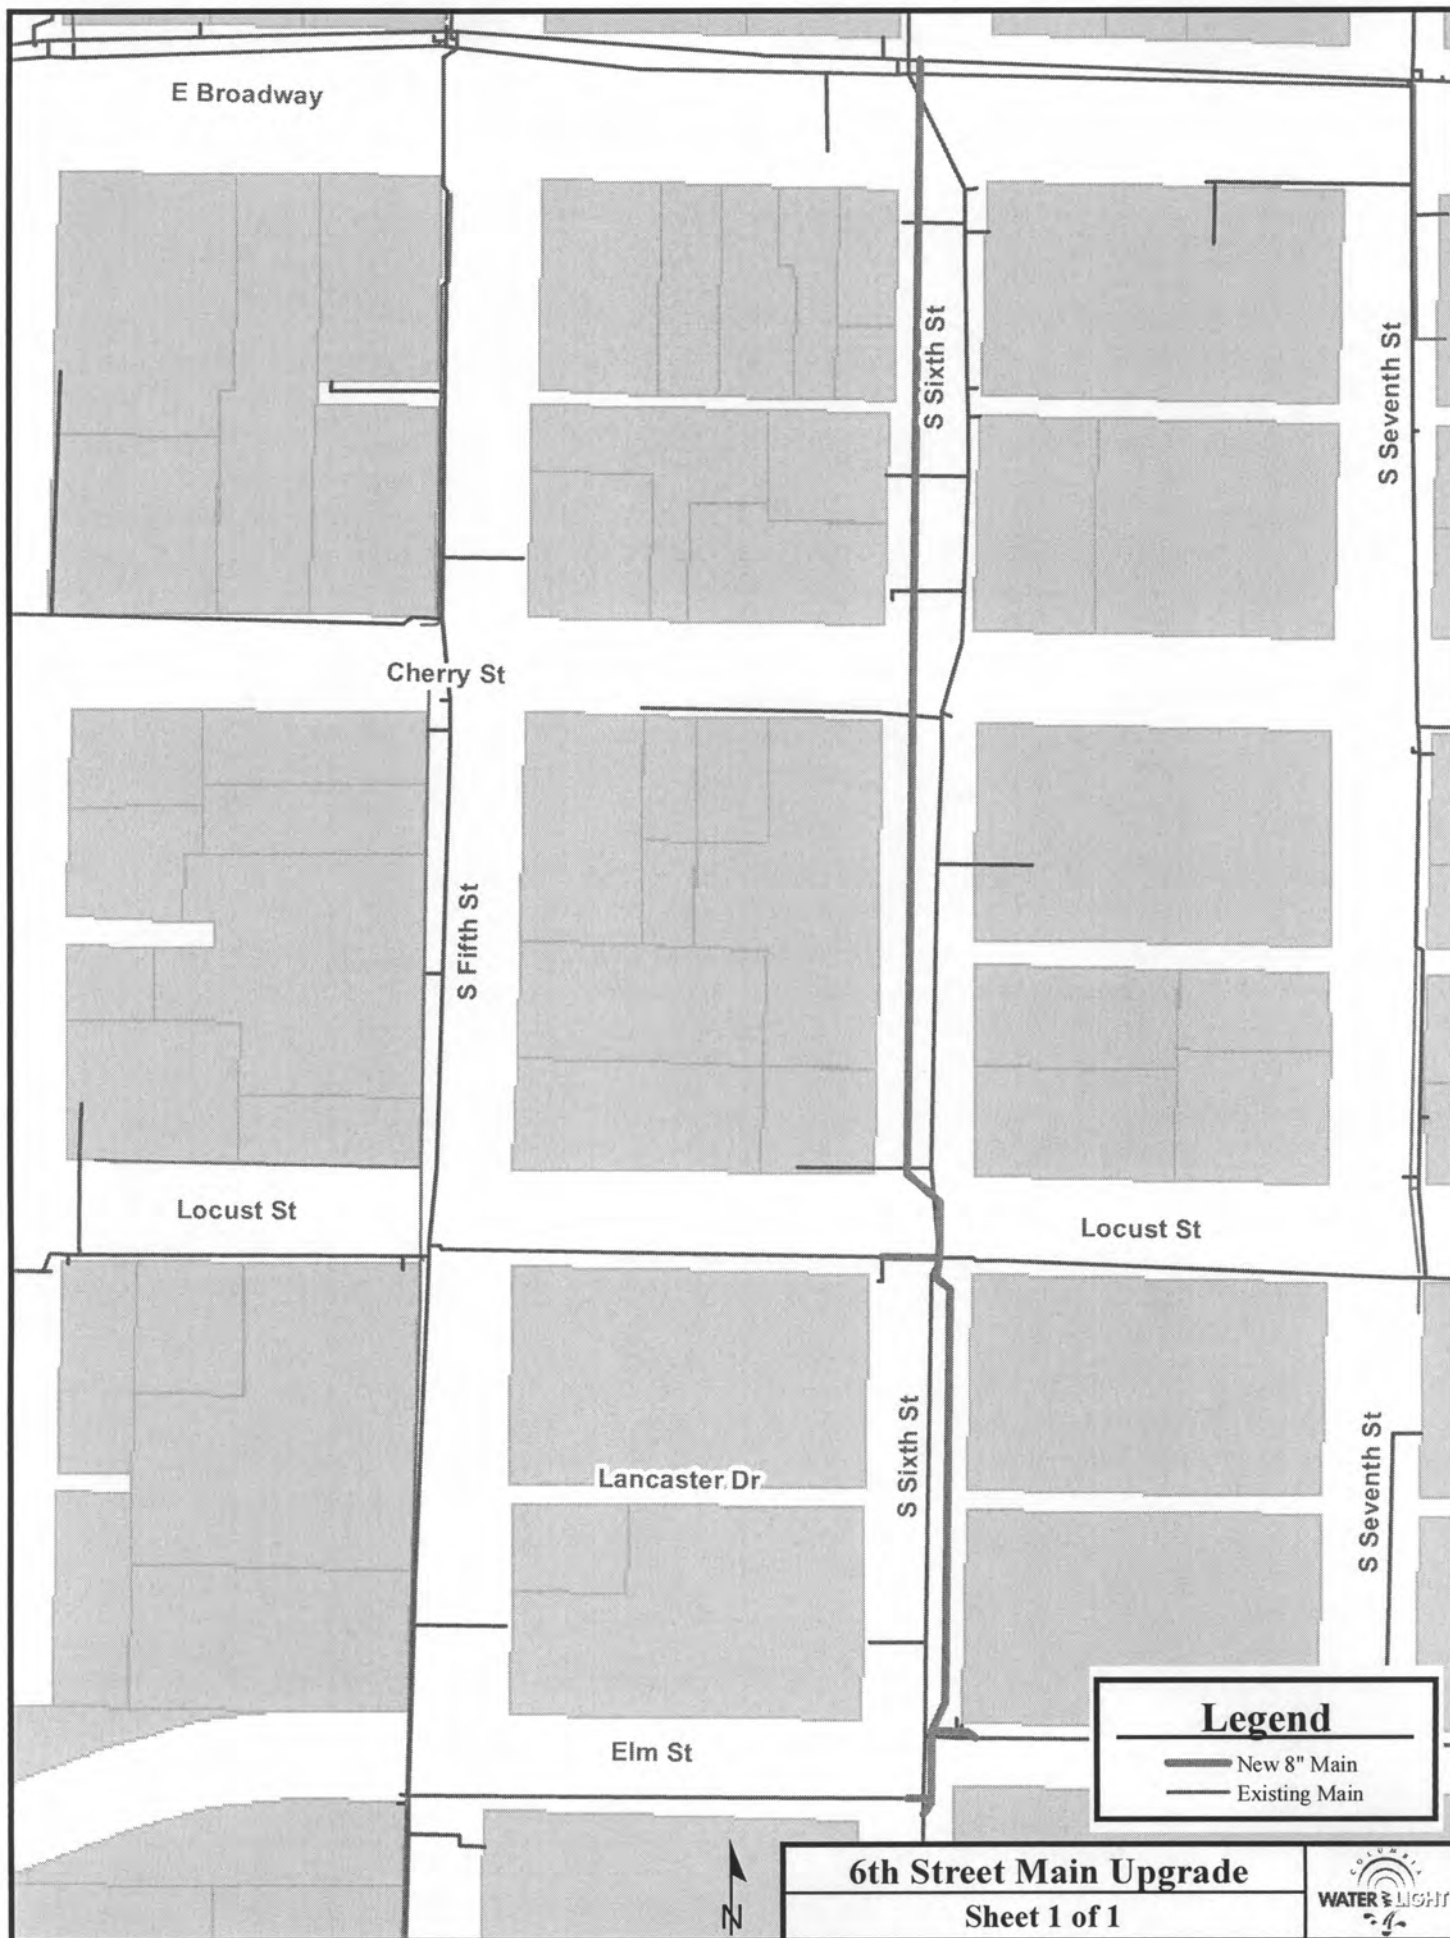 E Broadway
S Sixth St
S Seventh St
Cherry St
S Fifth St
Locust St
Locust St
S Sixth St
Lancaster Dr
S Seventh St
Elm St
Legend
New 8" Main
Existing Main
6th Street Main Upgrade
Sheet 1 of 1
N
COLUMBIA
WATER & LIGHT